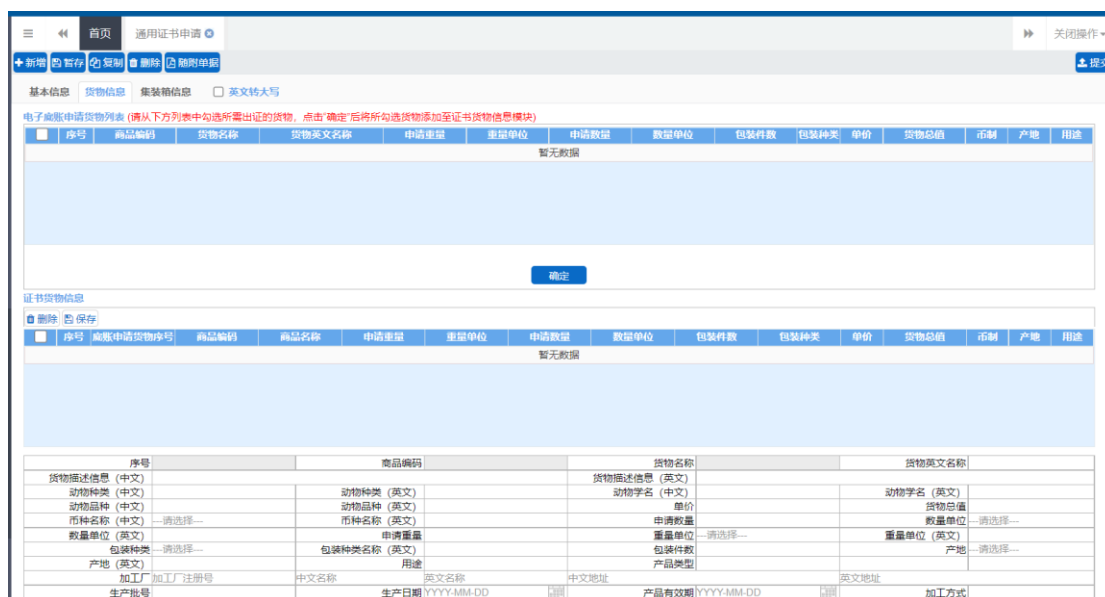 首页 通用证书申请 关闭操作
新增 暂存 复制 删除 随附单据 提交
基本信息 货物信息 集装箱信息 英文转大写
电子底账申请货物列表 (请从下方列表中勾选所需出证的货物，点击"确定"后将所勾选货物添加至证书货物信息模块)
序号 商品编码 货物名称 货物英文名称 申请重量 重量单位 申请数量 数量单位 包装件数 包装种类 单价 货物总值 币制 产地 用途
暂无数据
确定
证书货物信息
删除 保存
序号 底账申请货物序号 商品编码 商品名称 申请重量 重量单位 申请数量 数量单位 包装件数 包装种类 单价 货物总值 币制 产地 用途
暂无数据
序号 商品编码 货物名称 货物英文名称
货物描述信息（中文） 货物描述信息（英文）
动物种类（中文） 动物种类（英文） 动物学名（中文） 动物学名（英文）
动物品种（中文） 动物品种（英文） 单价 货物总值
币种名称（中文） ---请选择--- 币种名称（英文） 申请数量 数量单位 ---请选择---
数量单位（英文） 申请重量 重量单位 ---请选择--- 重量单位（英文）
包装种类 ---请选择--- 包装种类名称（英文） 包装件数 产地 ---请选择---
产地（英文） 用途 产品类型
加工厂 加工厂注册号 中文名称 英文名称 中文地址 英文地址
生产批号 生产日期 YYYY-MM-DD 产品有效期 YYYY-MM-DD 加工方式